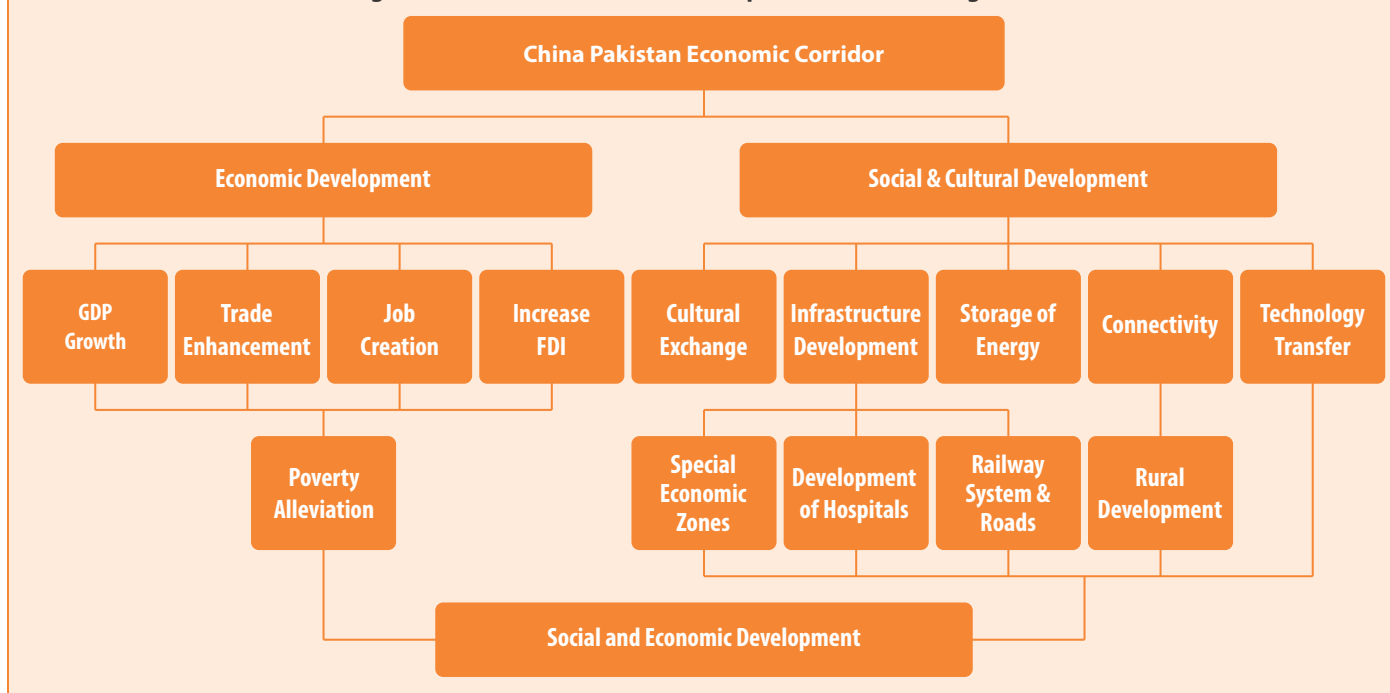 China Pakistan Economic Corridor
Economic Development
Social & Cultural Development
GDP
Growth
Trade
Enhancement
Job
Creation
Increase
FDI
Cultural
Exchange
Infrastructure
Development
Storage of
Energy
Connectivity
Technology
Transfer
Poverty
Alleviation
Special
Economic
Zones
Development
of Hospitals
Railway
System &
Roads
Rural
Development
Social and Economic Development